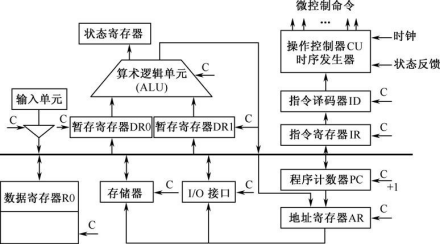 微控制命令
...
操作控制器CU
时序发生器
时钟
状态反馈
状态寄存器
算术逻辑单元
(ALU)
C
指令译码器ID
C
输入单元
C
C
暂存寄存器DR0
暂存寄存器DR1
C
指令寄存器IR
C
数据寄存器R0
C
存储器
C
I/O 接口
C
程序计数器PC
C
+1
地址寄存器AR
C